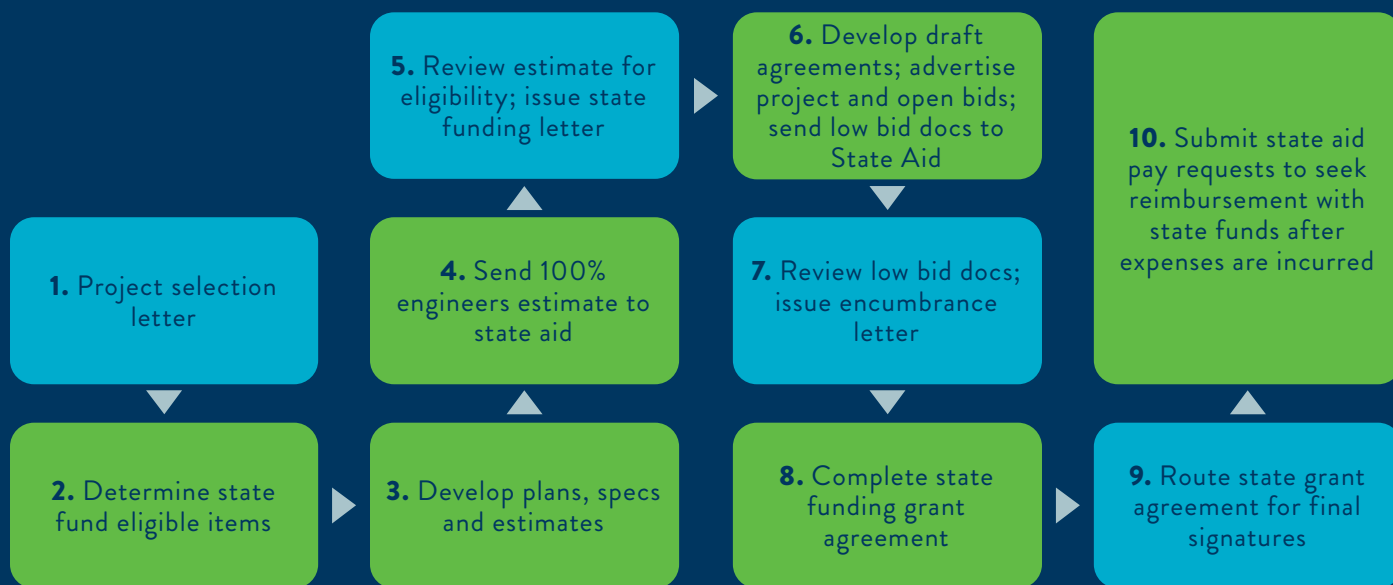 1. Project selection
letter
2. Determine state
fund eligible items
3. Develop plans, specs
and estimates
4. Send 100%
engineers estimate to
state aid
5. Review estimate for
eligibility; issue state
funding letter
6. Develop draft
agreements; advertise
project and open bids;
send low bid docs to
State Aid
7. Review low bid docs;
issue encumbrance
letter
8. Complete state
funding grant
agreement
9. Route state grant
agreement for final
signatures
10. Submit state aid
pay requests to seek
reimbursement with
state funds after
expenses are incurred